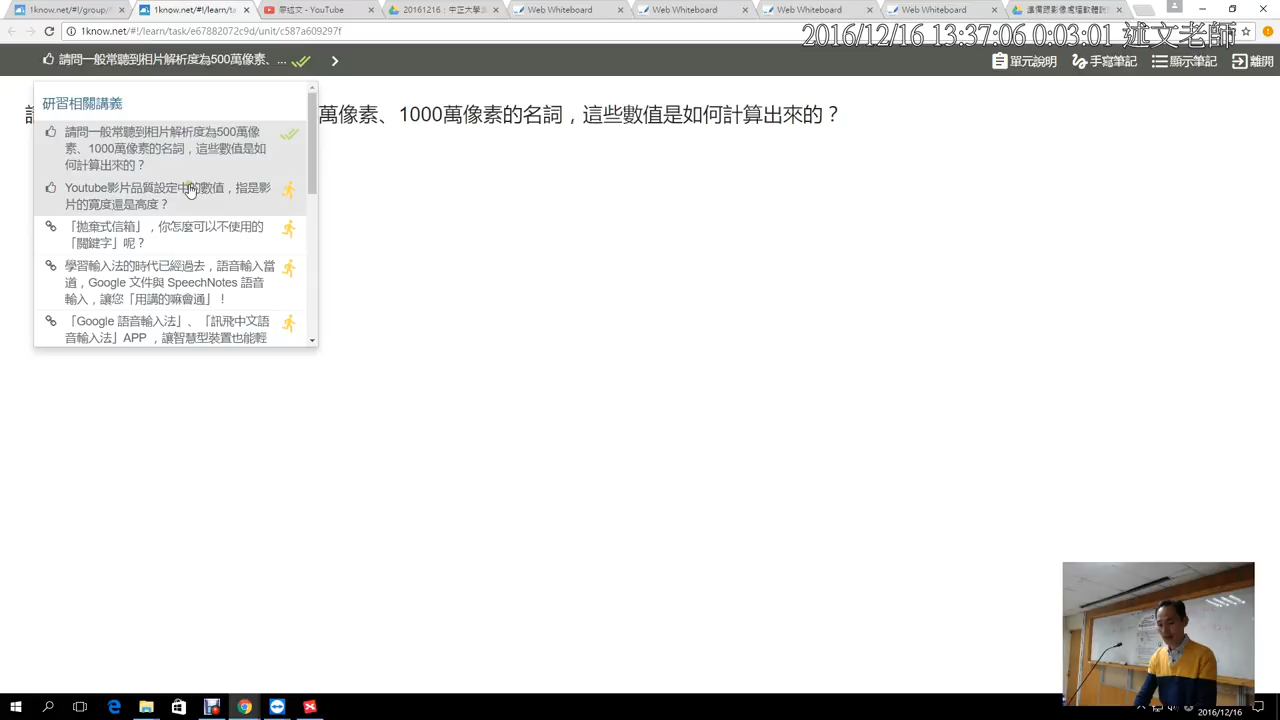 1know.net/#!/group/
1know.net/#!/learn/ta
廖述文 - YouTube
20161216 : 中正大學
Web Whiteboard
Web Whiteboard
Web Whiteboard
Web Whiteboard
準備跟影像處理軟體說
1know.net/#!/learn/task/e67882072c9d/unit/c587a609297f
2016/12/16 13:37:06 0:03:01 述文老師
請問一般常聽到相片解析度為500萬像素、...
單元說明
手寫筆記
顯示筆記
離開
萬像素、1000萬像素的名詞，這些數值是如何計算出來的？
研習相關講義
請問一般常聽到相片解析度為500萬像
素、1000萬像素的名詞，這些數值是如
何計算出來的？
Youtube影片品質設定中的數值，指是影
片的寬度還是高度？
「拋棄式信箱」，你怎麼可以不使用的
「關鍵字」呢？
學習輸入法的時代已經過去，語音輸入當
道，Google 文件與 SpeechNotes 語音
輸入，讓您「用講的嘛會通」！
「Google 語音輸入法」、「訊飛中文語
音輸入法」APP ，讓智慧型裝置也能輕
2016/12/16